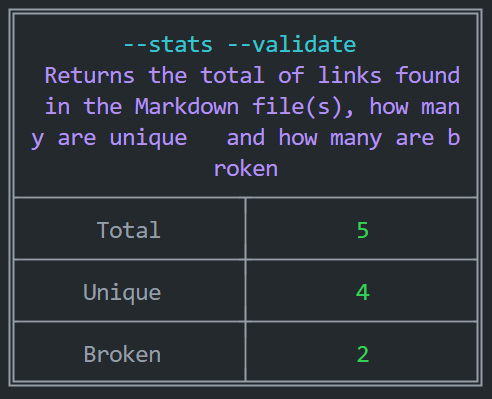 --stats --validate
Returns the total of links found
in the Markdown file(s), how man
y are unique   and how many are b
roken
Total 5
Unique 4
Broken 2